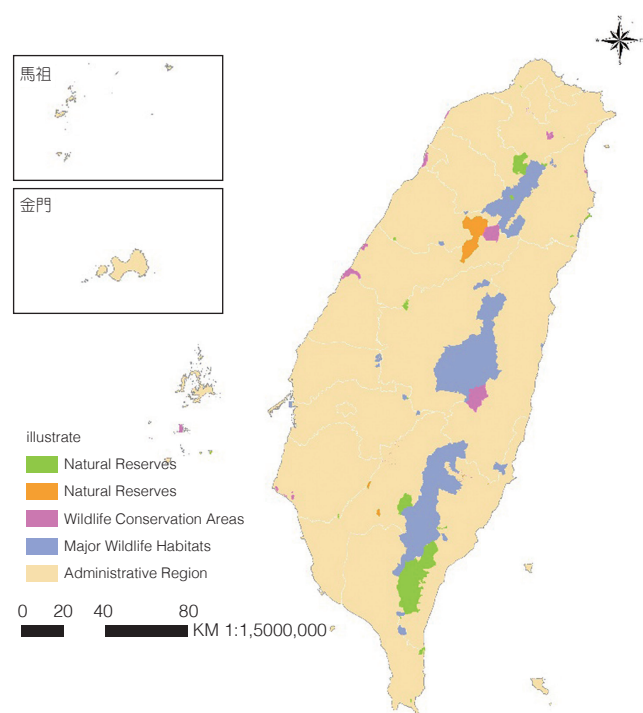 馬祖
金門
N
W E
S
illustrate
Natural Reserves
Natural Reserves
Wildlife Conservation Areas
Major Wildlife Habitats
Administrative Region
0 20 40 80
KM 1:1,5000,000